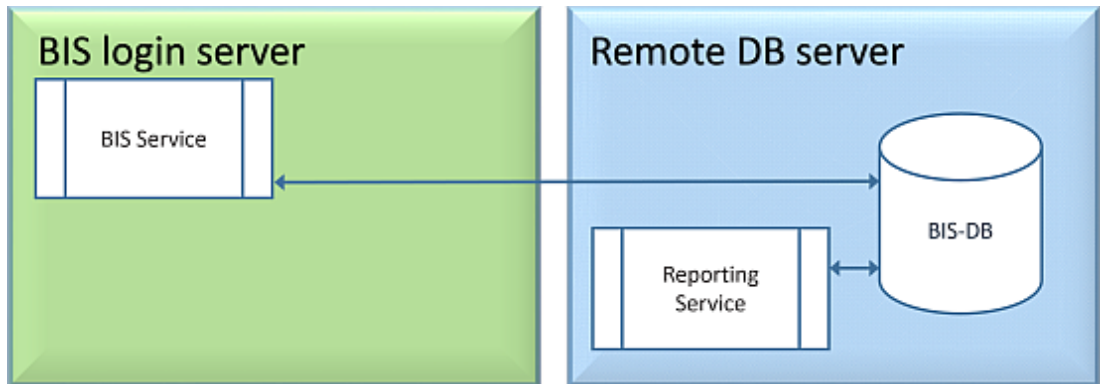 BIS login server
BIS Service
Remote DB server
BIS-DB
Reporting
Service